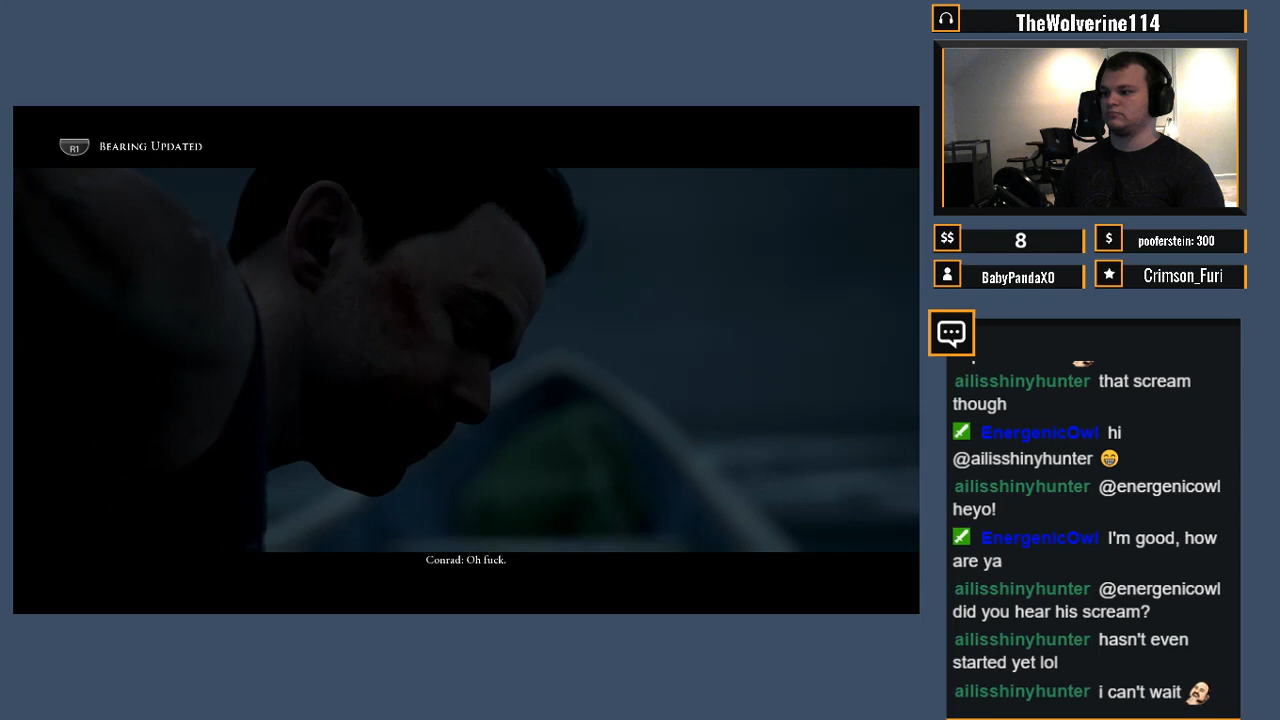 TheWolverine114
R1 BEARING UPDATED
Conrad: Oh fuck.
$$ 8
$ pooferstein: 300
BabyPandaXO
Crimson_Furi
ailisshinyhunter that scream
though
EnergenicOwl hi
@ailisshinyhunter 😁
ailisshinyhunter @energenicowl
heyo!
EnergenicOwl I'm good, how
are ya
ailisshinyhunter @energenicowl
did you hear his scream?
ailisshinyhunter hasn't even
started yet lol
ailisshinyhunter i can't wait